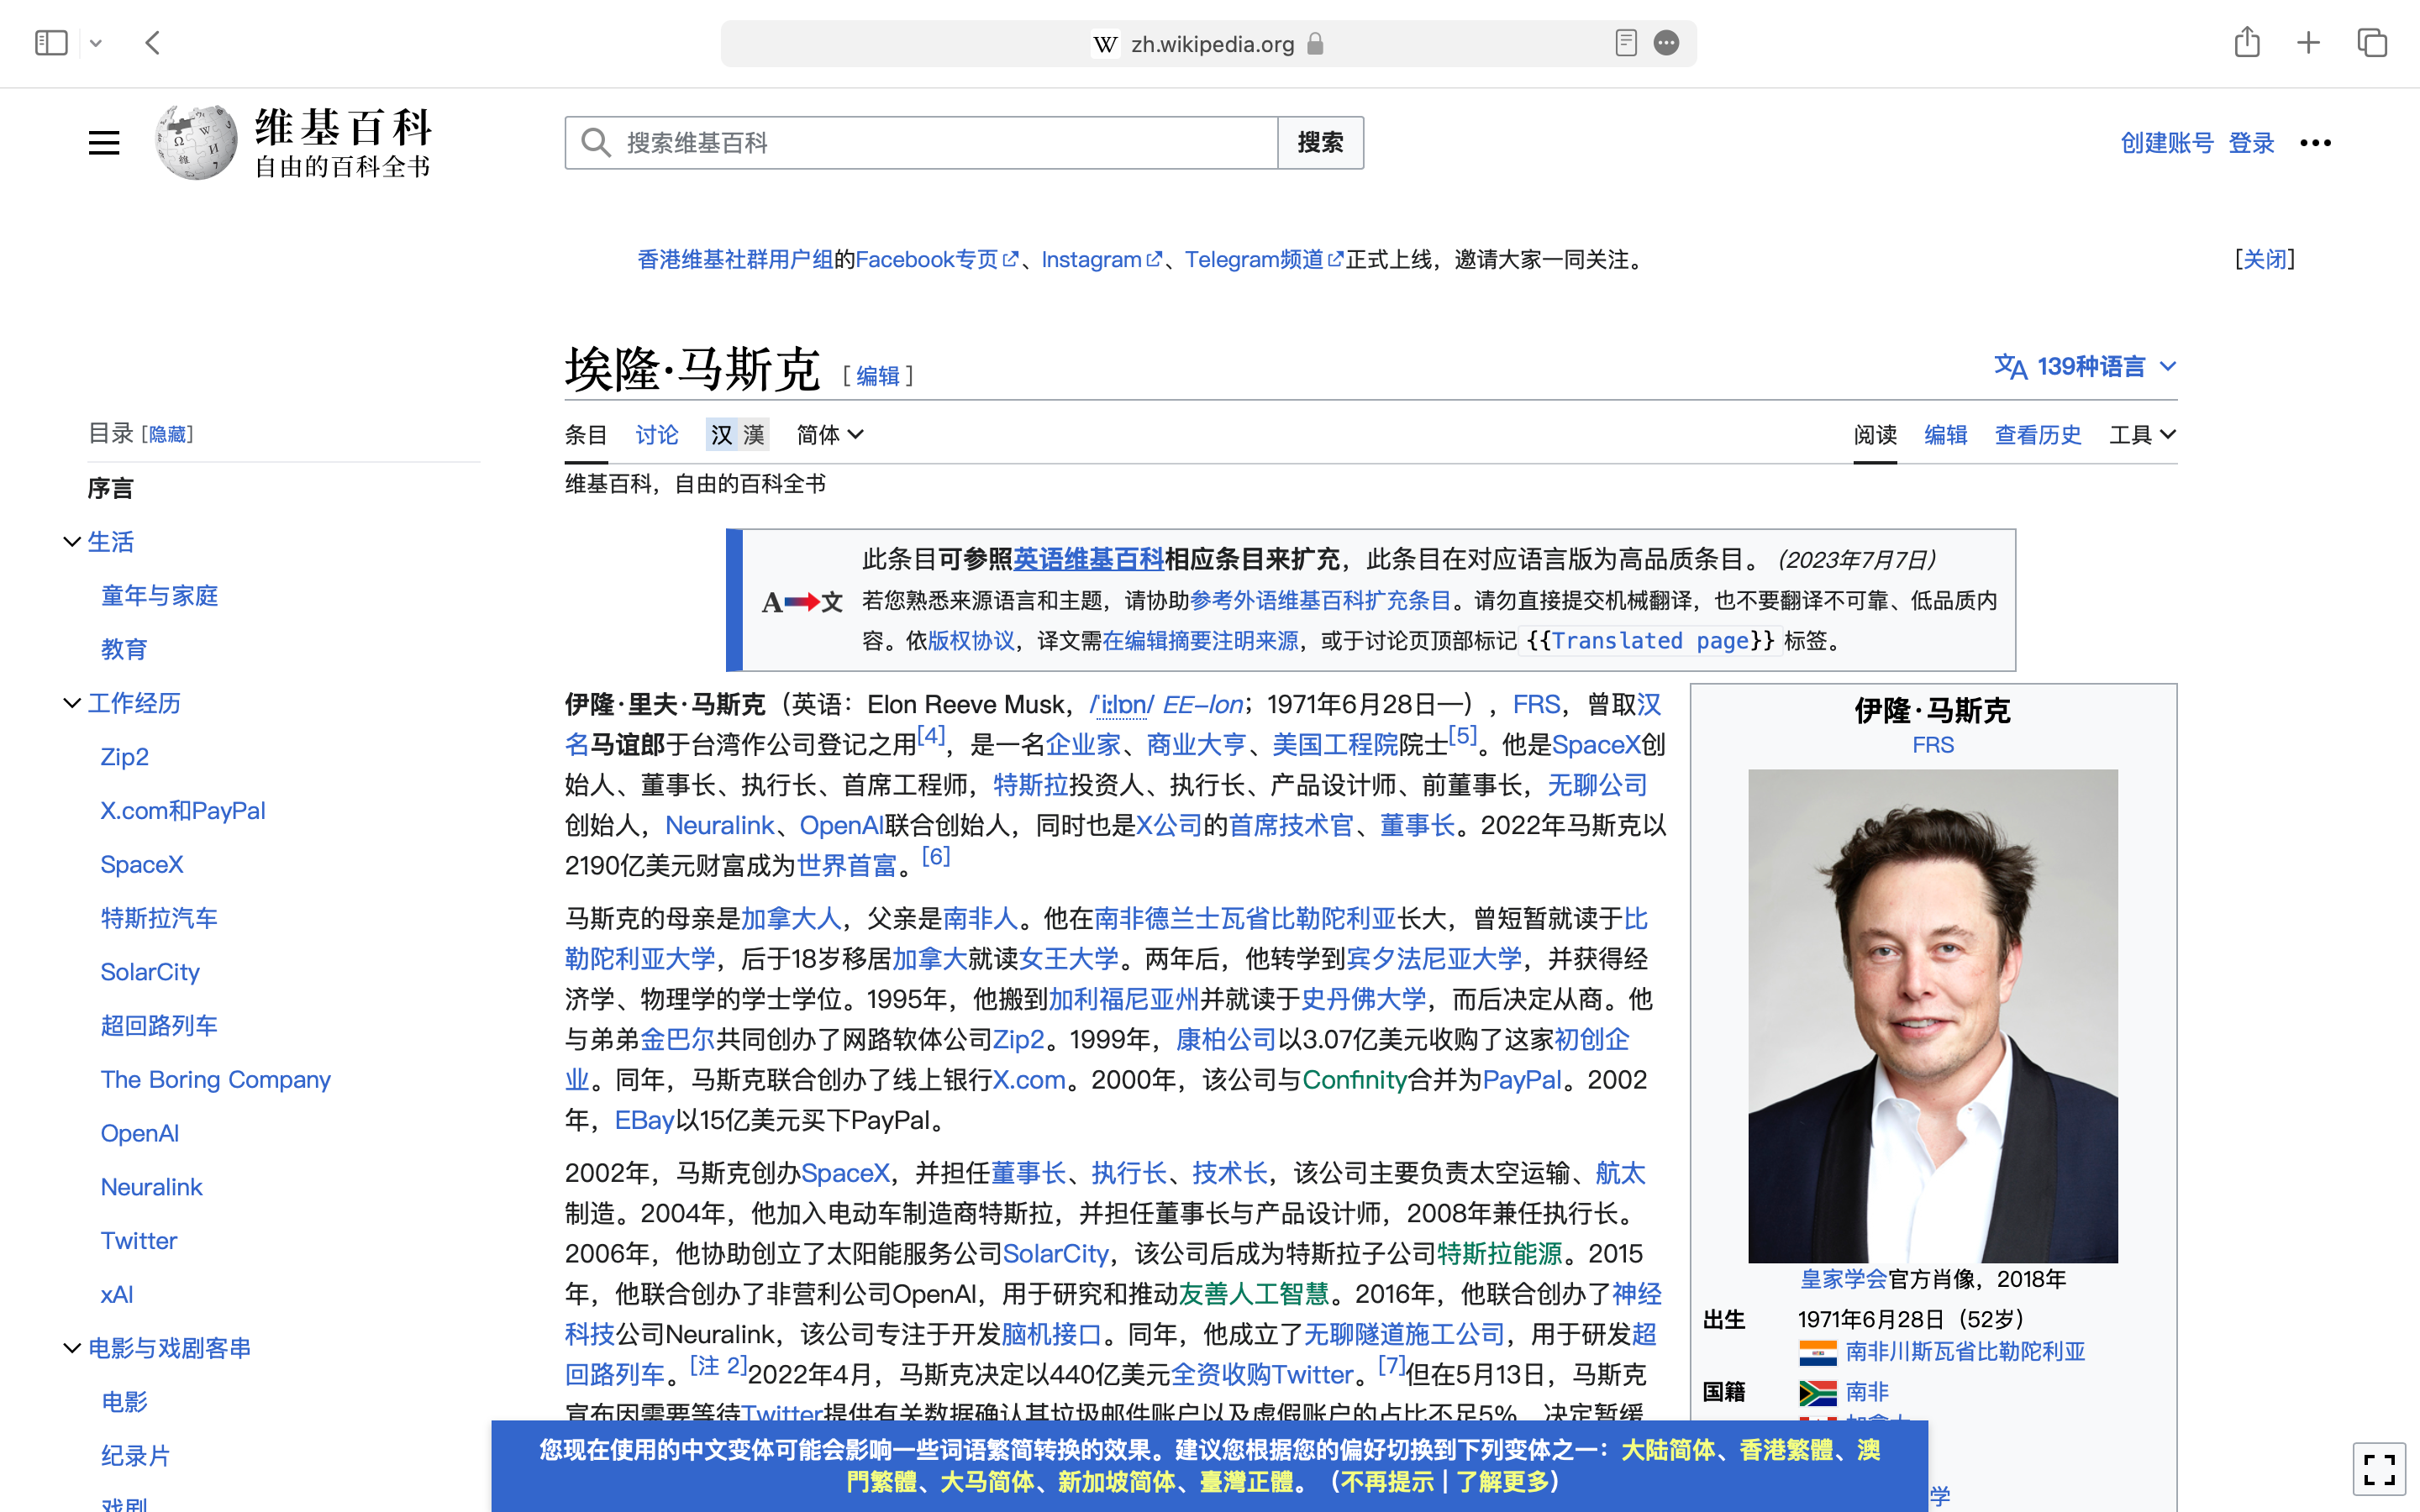 zh.wikipedia.org
维基百科
自由的百科全书
搜索维基百科
搜索
创建账号 登录
香港维基社群用户组的Facebook专页、Instagram、Telegram频道正式上线，邀请大家一同关注。
[关闭]
埃隆·马斯克 [编辑]
139种语言
目录 [隐藏]
序言
生活
童年与家庭
教育
工作经历
Zip2
X.com和PayPal
SpaceX
特斯拉汽车
SolarCity
超回路列车
The Boring Company
OpenAI
Neuralink
Twitter
xAI
电影与戏剧客串
电影
纪录片
戏剧
条目 讨论 汉 漢 简体
阅读 编辑 查看历史 工具
维基百科，自由的百科全书
A 文
此条目可参照英语维基百科相应条目来扩充，此条目在对应语言版为高品质条目。 (2023年7月7日)
若您熟悉来源语言和主题，请协助参考外语维基百科扩充条目。请勿直接提交机械翻译，也不要翻译不可靠、低品质内
容。依版权协议，译文需在编辑摘要注明来源，或于讨论页顶部标记{{Translated page}}标签。
伊隆·里夫·马斯克（英语：Elon Reeve Musk，/ˈiːlɒn/ EE-lon；1971年6月28日—），FRS，曾取汉
名马谊郎于台湾作公司登记之用[4]，是一名企业家、商业大亨、美国工程院院士[5]。他是SpaceX创
始人、董事长、执行长、首席工程师，特斯拉投资人、执行长、产品设计师、前董事长，无聊公司
创始人，Neuralink、OpenAI联合创始人，同时也是X公司的首席技术官、董事长。2022年马斯克以
2190亿美元财富成为世界首富。[6]
马斯克的母亲是加拿大人，父亲是南非人。他在南非德兰士瓦省比勒陀利亚长大，曾短暂就读于比
勒陀利亚大学，后于18岁移居加拿大就读女王大学。两年后，他转学到宾夕法尼亚大学，并获得经
济学、物理学的学士学位。1995年，他搬到加利福尼亚州并就读于史丹佛大学，而后决定从商。他
与弟弟金巴尔共同创办了网路软体公司Zip2。1999年，康柏公司以3.07亿美元收购了这家初创企
业。同年，马斯克联合创办了线上银行X.com。2000年，该公司与Confinity合并为PayPal。2002
年，EBay以15亿美元买下PayPal。
2002年，马斯克创办SpaceX，并担任董事长、执行长、技术长，该公司主要负责太空运输、航太
制造。2004年，他加入电动车制造商特斯拉，并担任董事长与产品设计师，2008年兼任执行长。
2006年，他协助创立了太阳能服务公司SolarCity，该公司后成为特斯拉子公司特斯拉能源。2015
年，他联合创办了非营利公司OpenAI，用于研究和推动友善人工智慧。2016年，他联合创办了神经
科技公司Neuralink，该公司专注于开发脑机接口。同年，他成立了无聊隧道施工公司，用于研发超
回路列车。[注 2]2022年4月，马斯克决定以440亿美元全资收购Twitter。[7]但在5月13日，马斯克
宣布因需要等待Twitter提供有关数据确认其垃圾邮件账户以及虚假账户的占比不足5%，决定暂缓
伊隆·马斯克
FRS
皇家学会官方肖像，2018年
出生 1971年6月28日（52岁）
南非川斯瓦省比勒陀利亚
国籍 南非
加拿大
学
您现在使用的中文变体可能会影响一些词语繁简转换的效果。建议您根据您的偏好切换到下列变体之一：大陆简体、香港繁體、澳
門繁體、大马简体、新加坡简体、臺灣正體。（不再提示 | 了解更多）